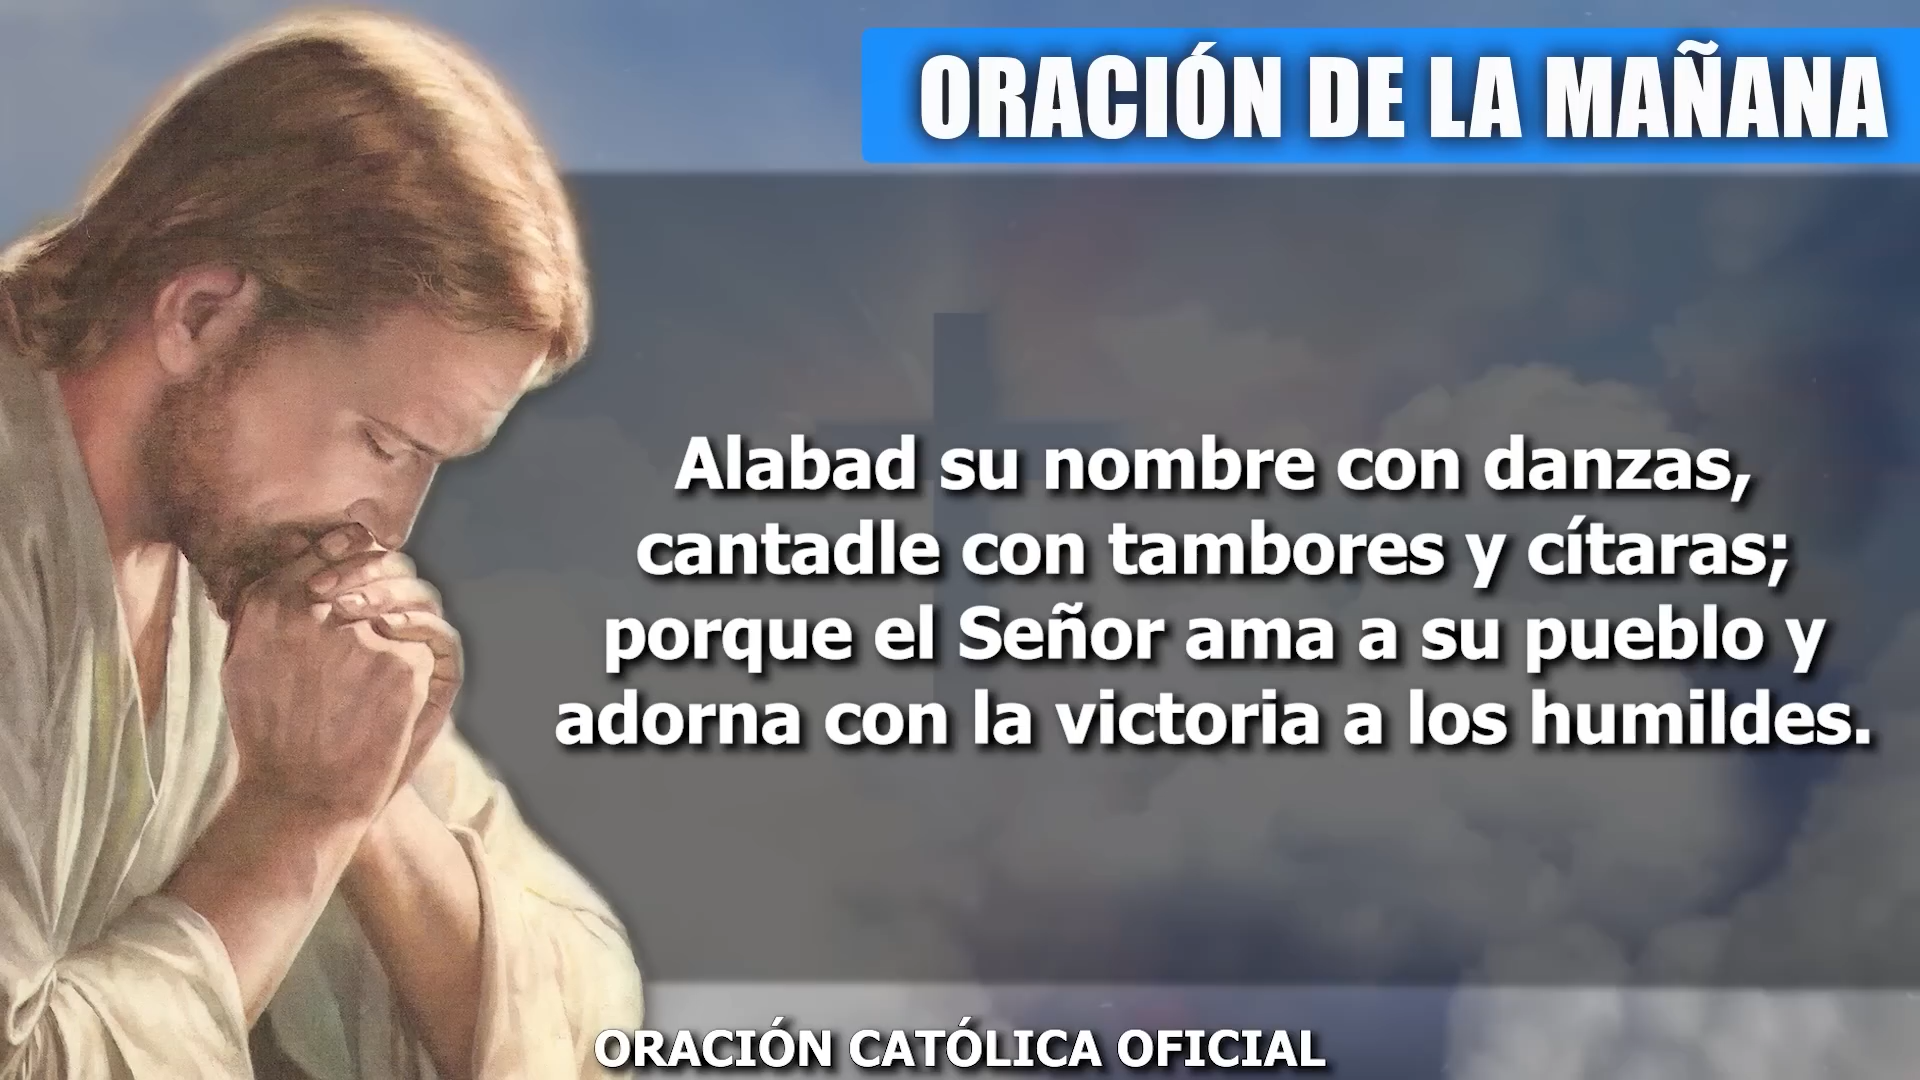 ORACIÓN DE LA MAÑANA
Alabad su nombre con danzas,
cantadle con tambores y cítaras;
porque el Señor ama a su pueblo y
adorna con la victoria a los humildes.
ORACIÓN CATÓLICA OFICIAL